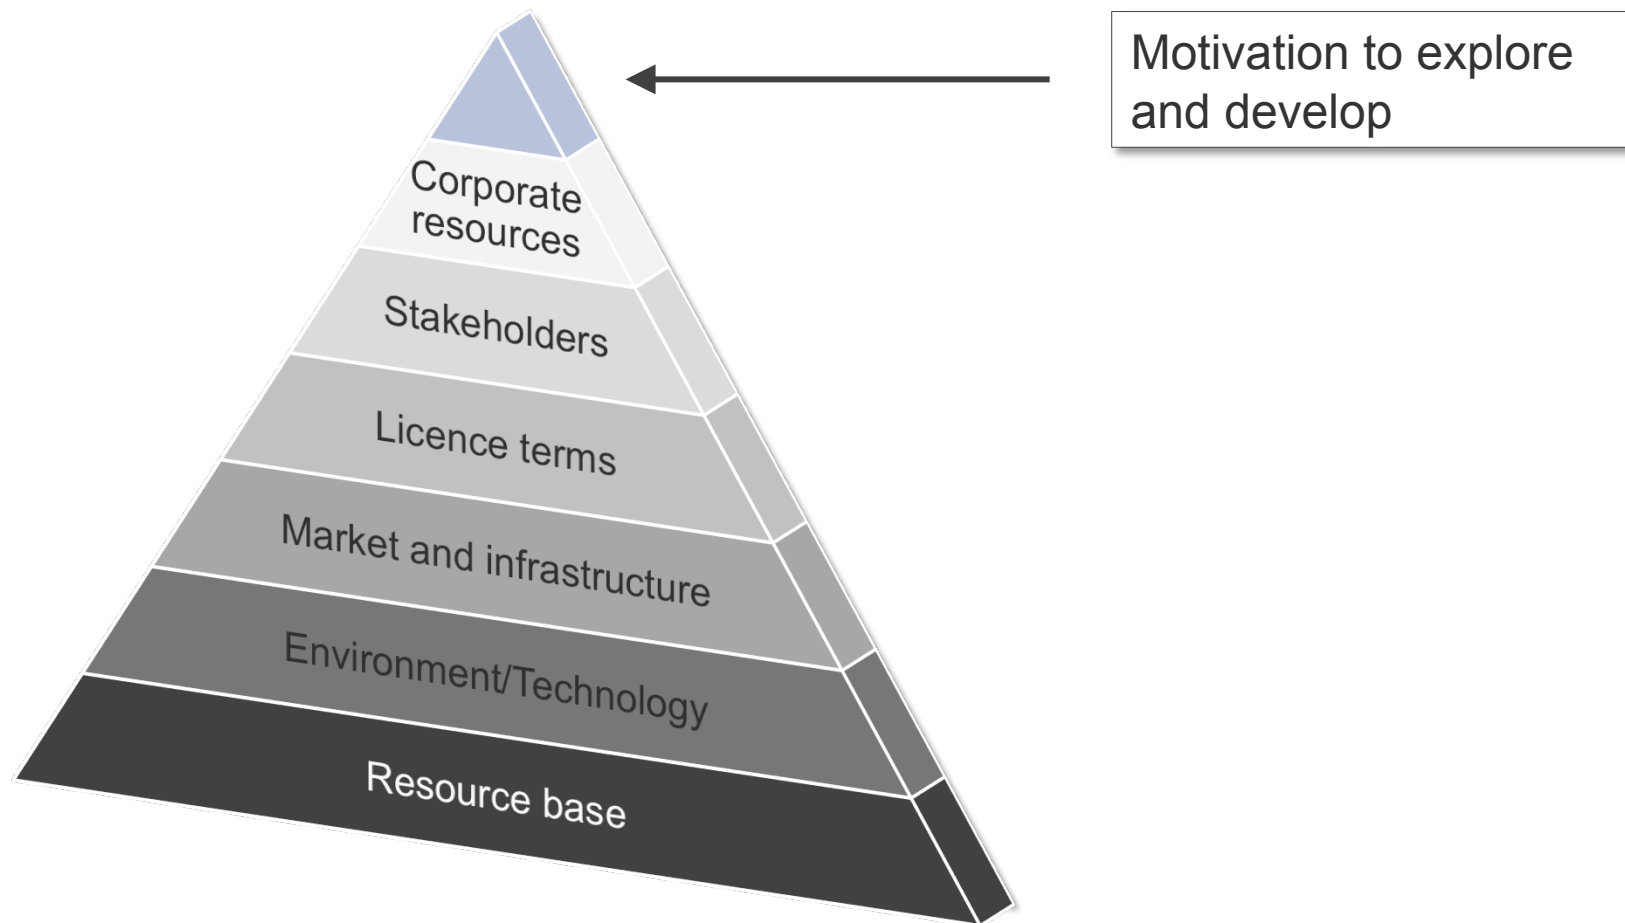 Motivation to explore
and develop
Corporate
resources
Stakeholders
Licence terms
Market and infrastructure
Environment/Technology
Resource base